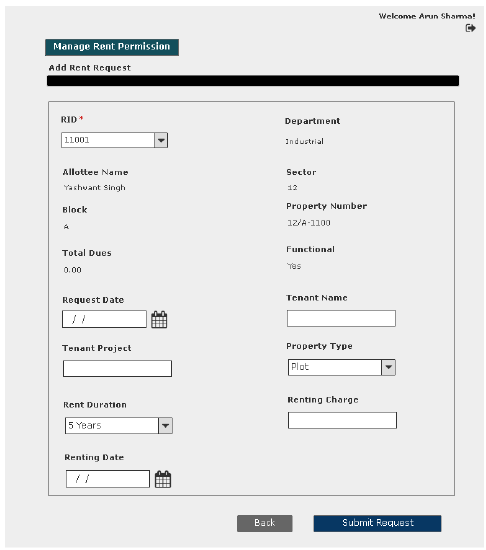 Welcome Arun Sharma!
Manage Rent Permission
Add Rent Request
RID *
Department
11001
Industrial
Allottee Name
Sector
Yashvant Singh
12
Block
Property Number
A
12/A-1100
Total Dues
Functional
0.00
Yes
Request Date
Tenant Name
/ /
Tenant Project
Property Type
Plot
Rent Duration
Renting Charge
5 Years
Renting Date
/ /
Back
Submit Request